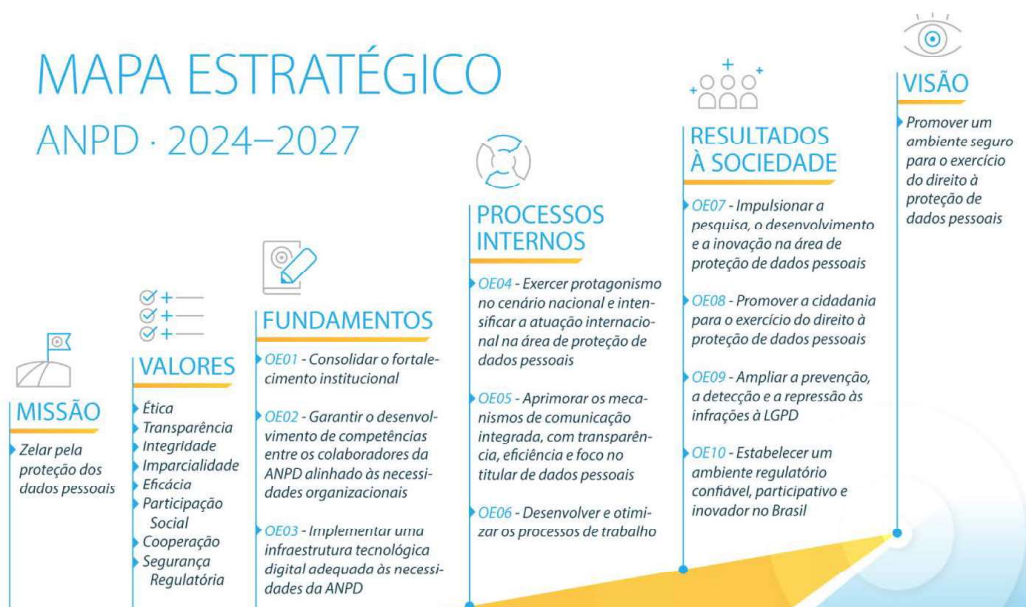 MAPA ESTRATÉGICO
ANPD · 2024–2027
MISSÃO
Zelar pela
proteção dos
dados pessoais
VALORES
Ética
Transparência
Integridade
Imparcialidade
Eficácia
Participação
Social
Cooperação
Segurança
Regulatória
FUNDAMENTOS
OE01 - Consolidar o fortale-
cimento institucional
OE02 - Garantir o desenvol-
vimento de competências
entre os colaboradores da
ANPD alinhado às necessi-
dades organizacionais
OE03 - Implementar uma
infraestrutura tecnológica
digital adequada às necessi-
dades da ANPD
PROCESSOS
INTERNOS
OE04 - Exercer protagonismo
no cenário nacional e inten-
sificar a atuação internacio-
nal na área de proteção de
dados pessoais
OE05 - Aprimorar os meca-
nismos de comunicação
integrada, com transparên-
cia, eficiência e foco no
titular de dados pessoais
OE06 - Desenvolver e otimi-
zar os processos de trabalho
RESULTADOS
À SOCIEDADE
OE07 - Impulsionar a
pesquisa, o desenvolvimento
e a inovação na área de
proteção de dados pessoais
OE08 - Promover a cidadania
para o exercício do direito à
proteção de dados pessoais
OE09 - Ampliar a prevenção,
a detecção e a repressão às
infrações à LGPD
OE10 - Estabelecer um
ambiente regulatório
confiável, participativo e
inovador no Brasil
VISÃO
Promover um
ambiente seguro
para o exercício
do direito à
proteção de
dados pessoais